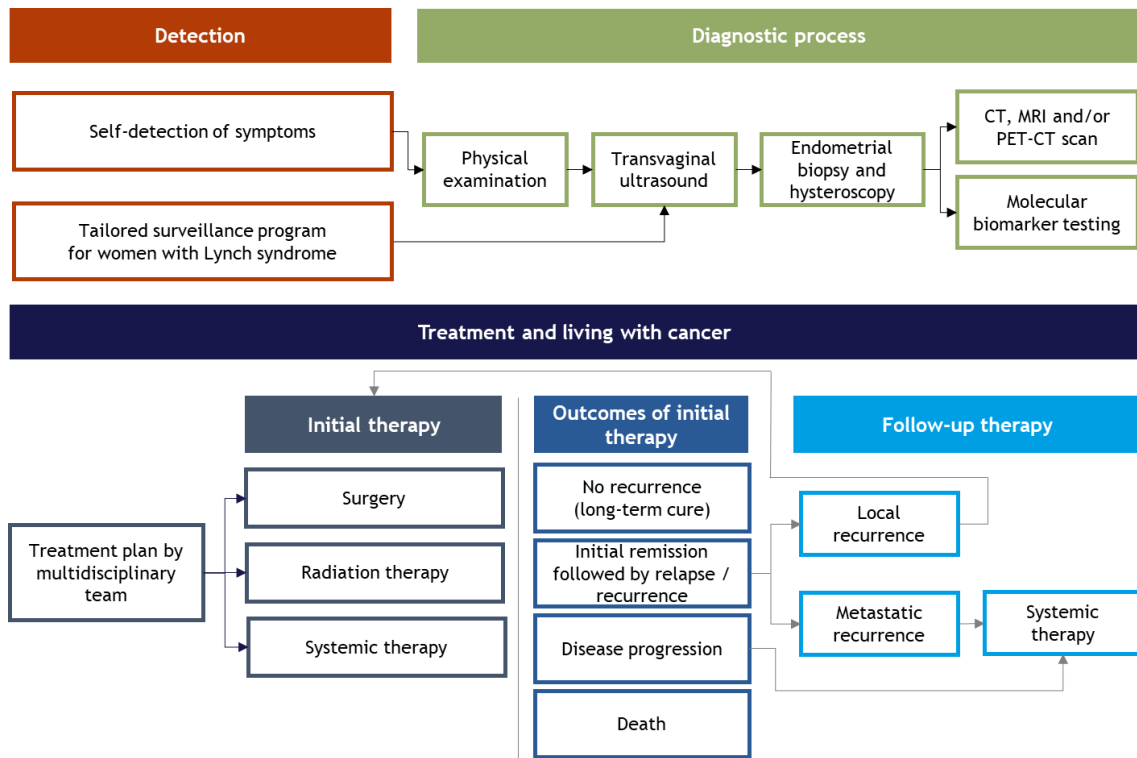 Detection
Diagnostic process
Self-detection of symptoms
Tailored surveillance program
for women with Lynch syndrome
Physical
examination
Transvaginal
ultrasound
Endometrial
biopsy and
hysteroscopy
CT, MRI and/or
PET-CT scan
Molecular
biomarker testing
Treatment and living with cancer
Initial therapy
Outcomes of initial
therapy
Follow-up therapy
Treatment plan by
multidisciplinary
team
Surgery
Radiation therapy
Systemic therapy
No recurrence
(long-term cure)
Initial remission
followed by relapse /
recurrence
Disease progression
Death
Local
recurrence
Metastatic
recurrence
Systemic
therapy